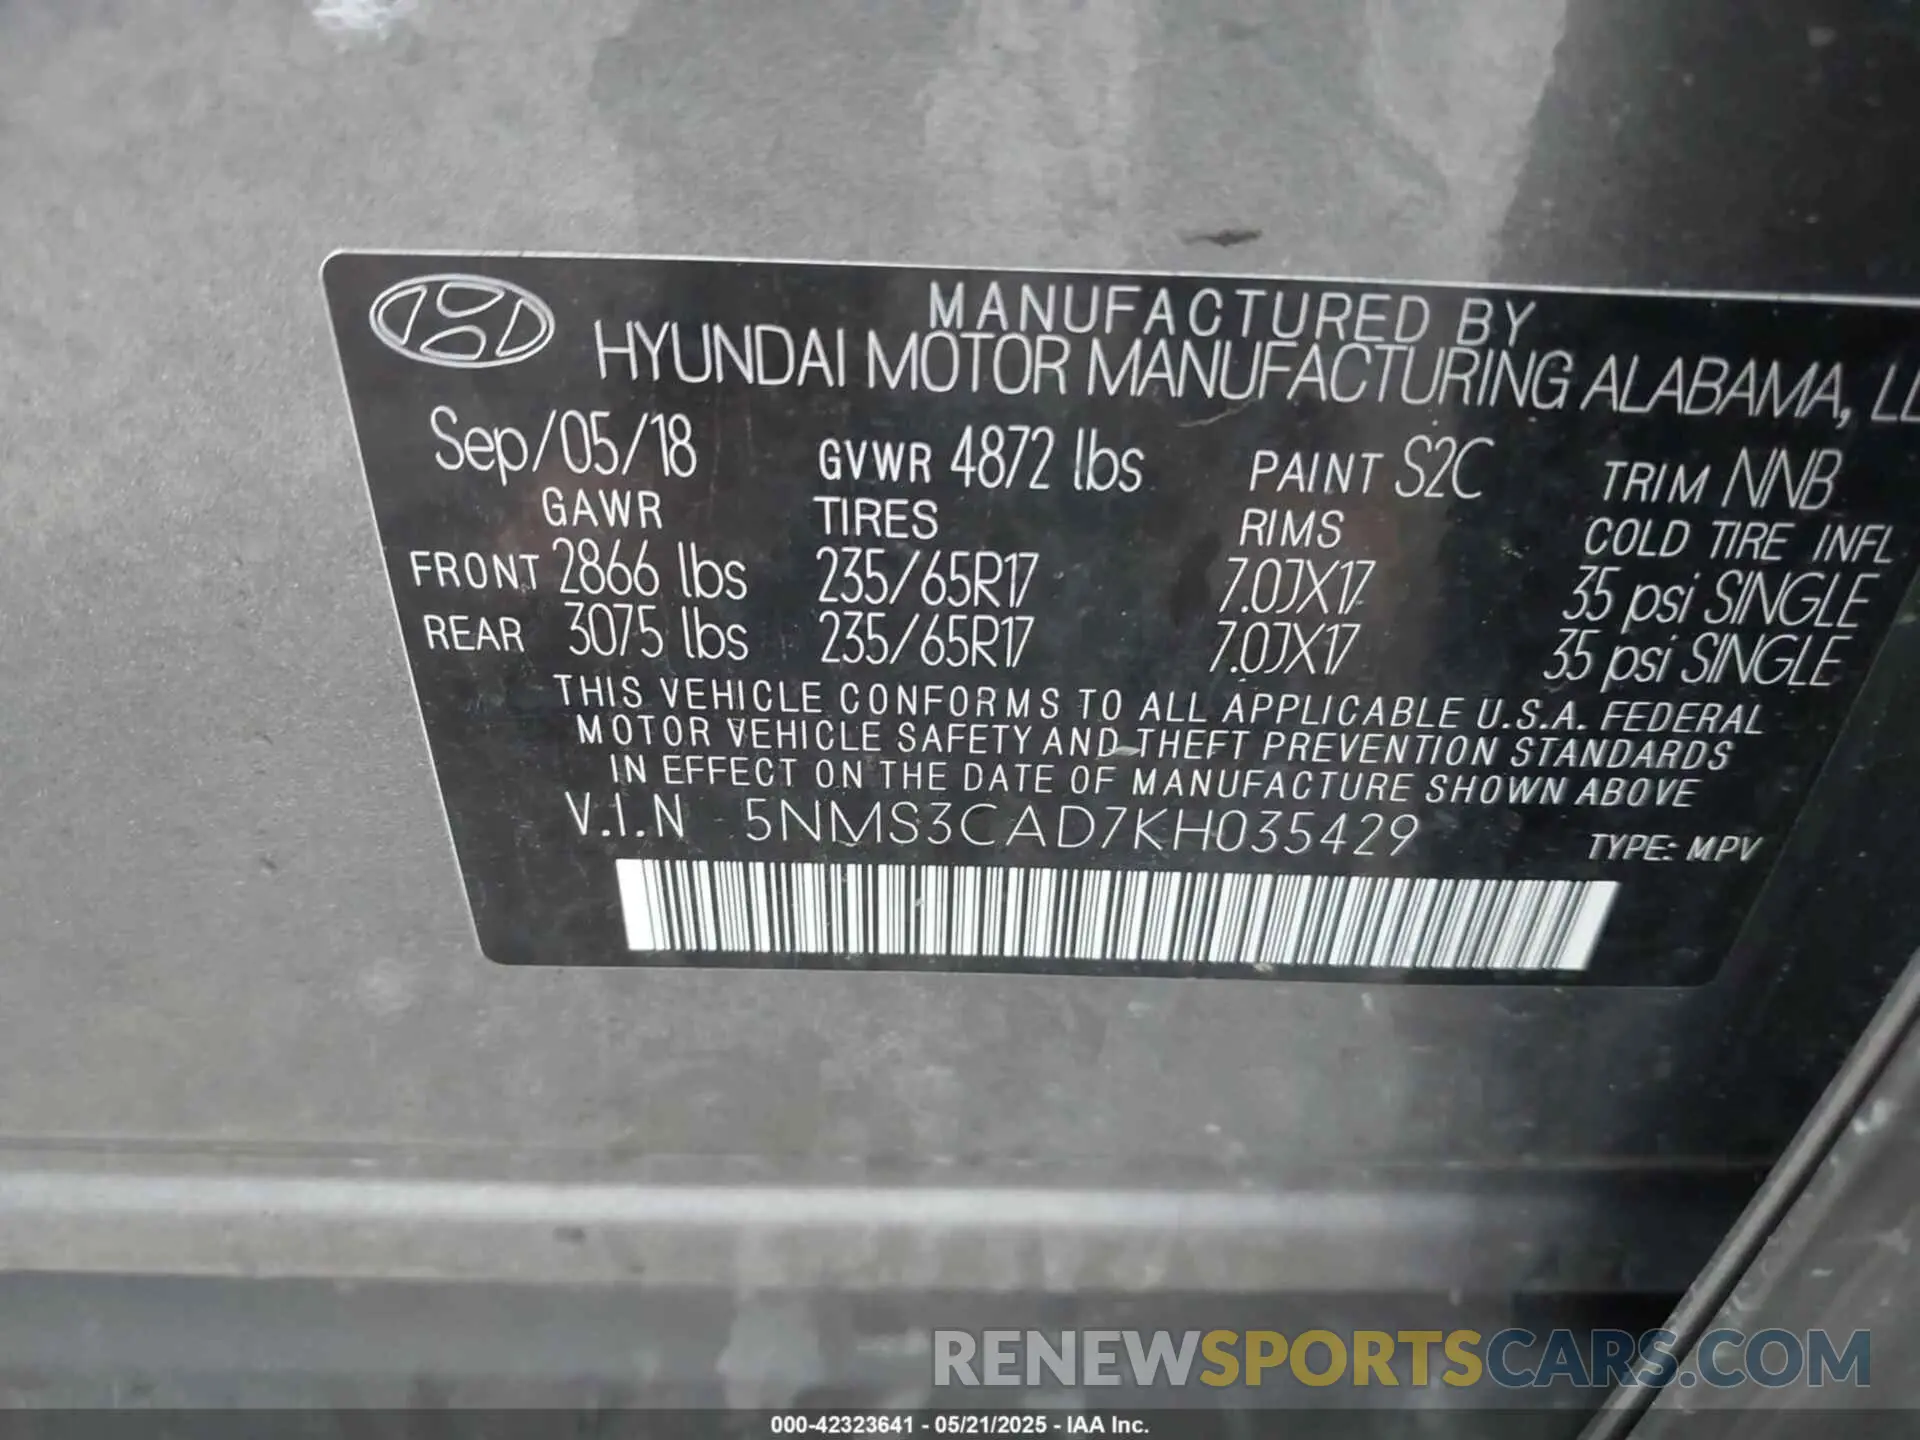 MANUFACTURED BY
HYUNDAI MOTOR MANUFACTURING ALABAMA, LL
Sep/05/18 GVWR 4872 lbs PAINT S2C TRIM NNB
GAWR TIRES RIMS COLD TIRE INFL
FRONT 2866 lbs 235/65R17 7.0JX17 35 psi SINGLE
REAR 3075 lbs 235/65R17 7.0JX17 35 psi SINGLE
THIS VEHICLE CONFORMS TO ALL APPLICABLE U.S.A. FEDERAL
MOTOR VEHICLE SAFETY AND THEFT PREVENTION STANDARDS
IN EFFECT ON THE DATE OF MANUFACTURE SHOWN ABOVE
V.I.N 5NMS3CAD7KH035429 TYPE: MPV
RENEWSPORTSCARS.COM
000-42323641 - 05/21/2025 - IAA Inc.